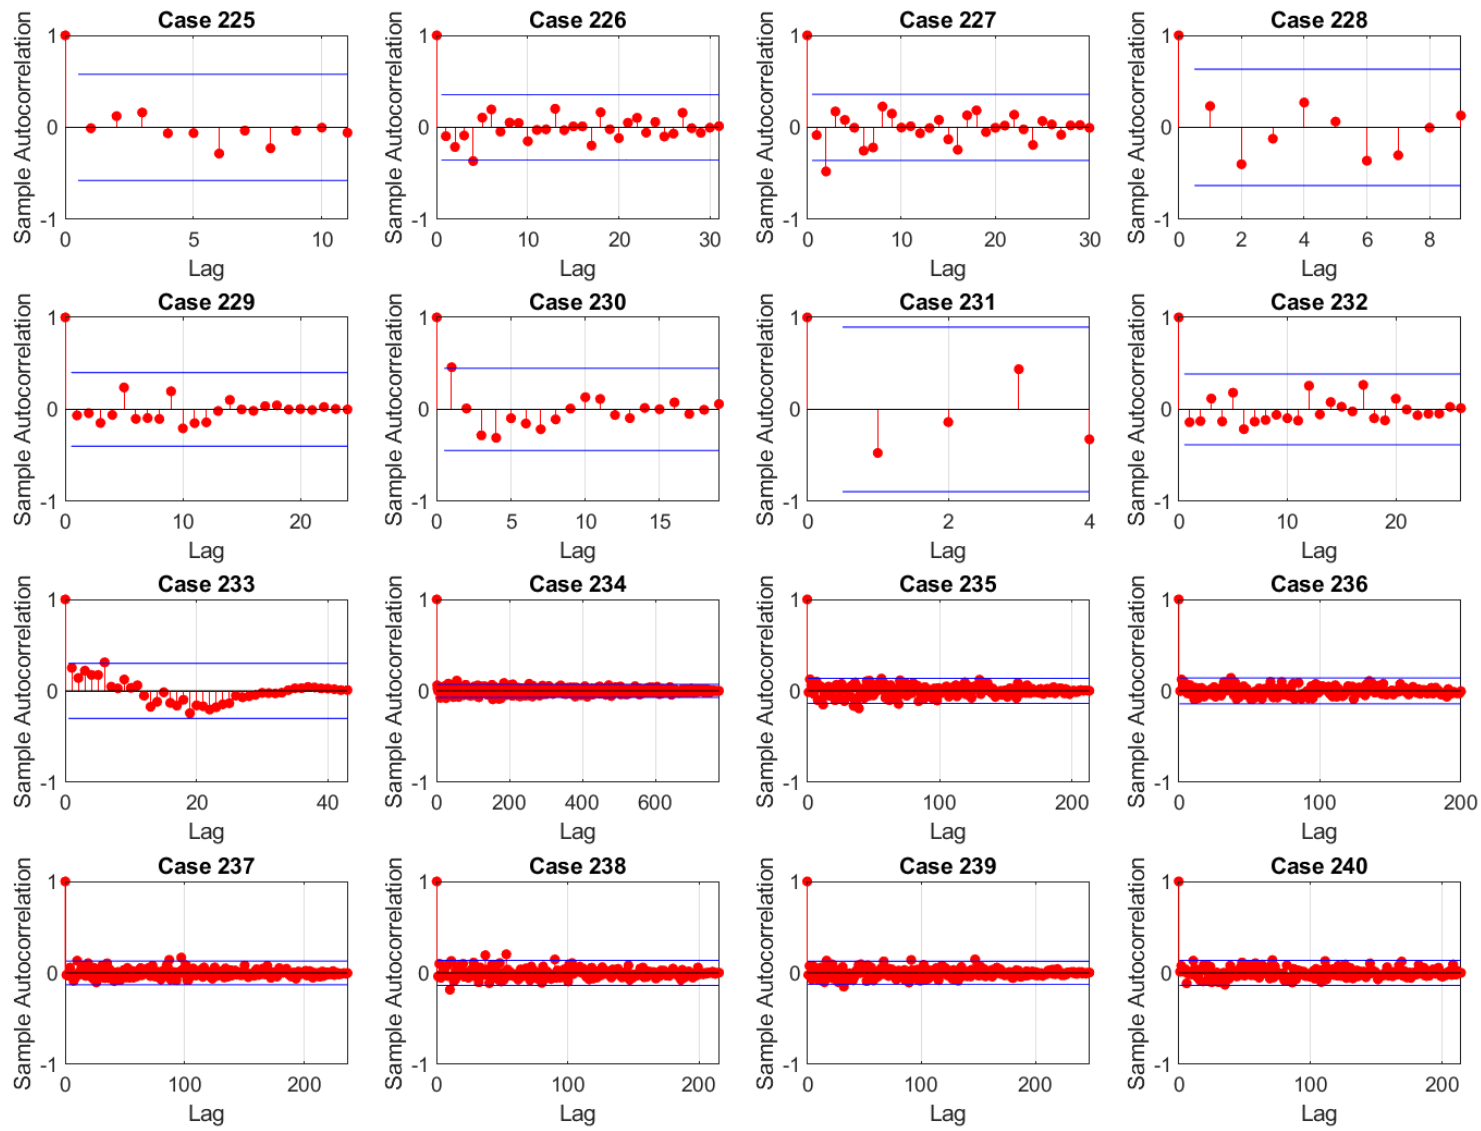 Case 225
Sample Autocorrelation
1
0
-1
0 5 10
Lag
Case 226
Sample Autocorrelation
1
0
-1
0 10 20 30
Lag
Case 227
Sample Autocorrelation
1
0
-1
0 10 20 30
Lag
Case 228
Sample Autocorrelation
1
0
-1
0 2 4 6 8
Lag
Case 229
Sample Autocorrelation
1
0
-1
0 10 20
Lag
Case 230
Sample Autocorrelation
1
0
-1
0 5 10 15
Lag
Case 231
Sample Autocorrelation
1
0
-1
0 2 4
Lag
Case 232
Sample Autocorrelation
1
0
-1
0 10 20
Lag
Case 233
Sample Autocorrelation
1
0
-1
0 20 40
Lag
Case 234
Sample Autocorrelation
1
0
-1
0 200 400 600
Lag
Case 235
Sample Autocorrelation
1
0
-1
0 100 200
Lag
Case 236
Sample Autocorrelation
1
0
-1
0 100 200
Lag
Case 237
Sample Autocorrelation
1
0
-1
0 100 200
Lag
Case 238
Sample Autocorrelation
1
0
-1
0 100 200
Lag
Case 239
Sample Autocorrelation
1
0
-1
0 100 200
Lag
Case 240
Sample Autocorrelation
1
0
-1
0 100 200
Lag